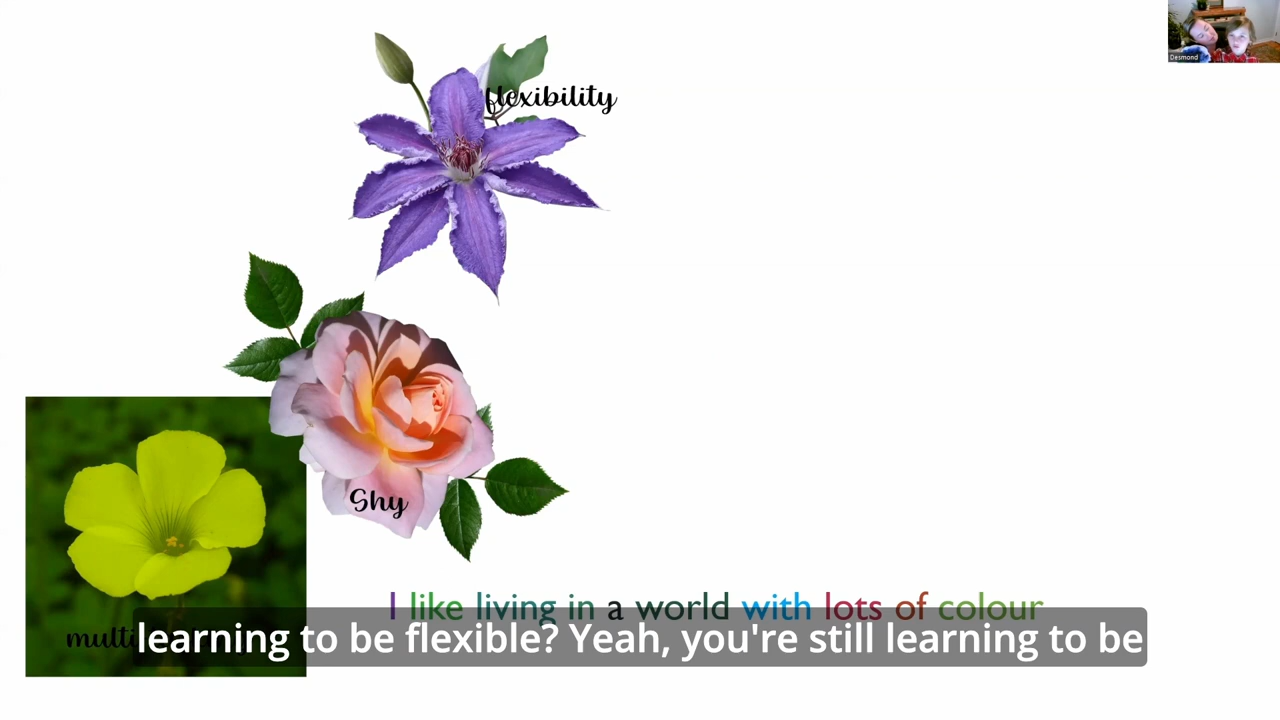 Desmond
flexibility
Shy
I like living in a world with lots of colour
learning to be flexible? Yeah, you're still learning to be